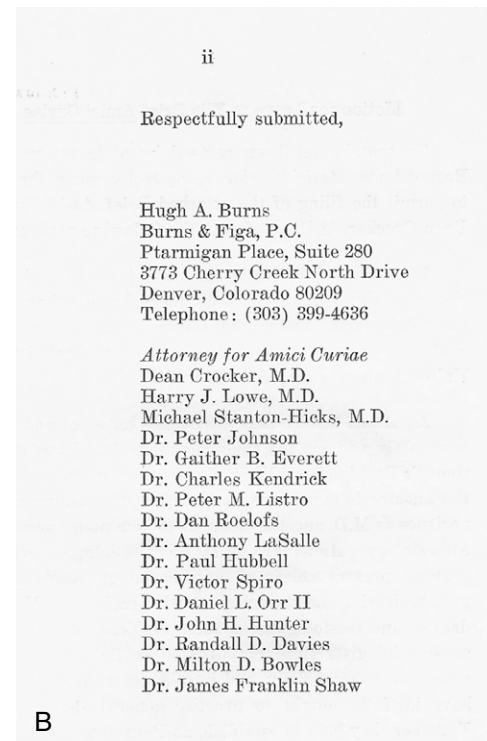 ii
Respectfully submitted,
Hugh A. Burns
Burns & Figa, P.C.
Ptarmigan Place, Suite 280
3773 Cherry Creek North Drive
Denver, Colorado 80209
Telephone: (303) 399-4636
Attorney for Amici Curiae
Dean Crocker, M.D.
Harry J. Lowe, M.D.
Michael Stanton-Hicks, M.D.
Dr. Peter Johnson
Dr. Gaither B. Everett
Dr. Charles Kendrick
Dr. Peter M. Listro
Dr. Dan Roelofs
Dr. Anthony LaSalle
Dr. Paul Hubbell
Dr. Victor Spiro
Dr. Daniel L. Orr II
Dr. John H. Hunter
Dr. Randall D. Davies
Dr. Milton D. Bowles
Dr. James Franklin Shaw
B